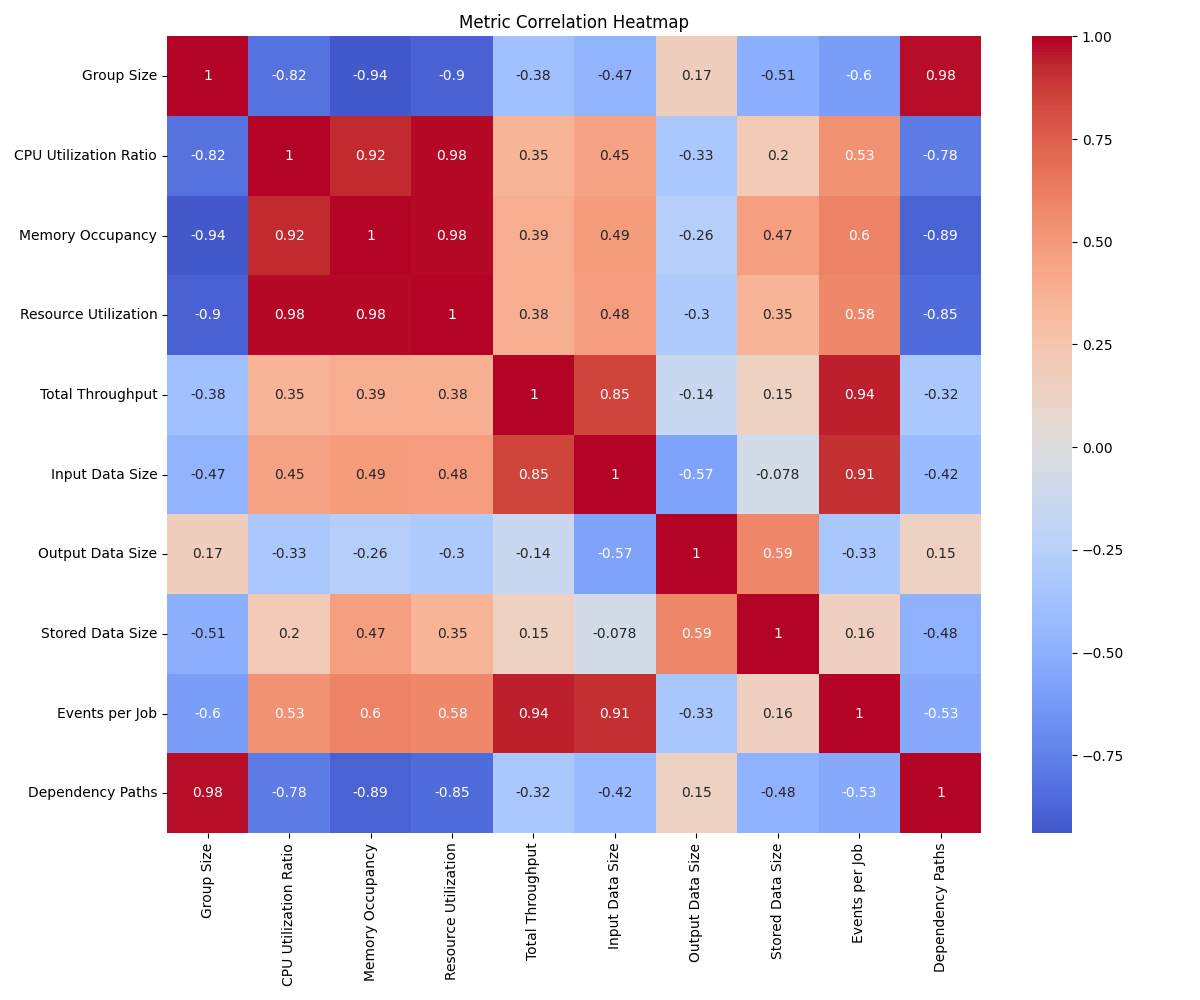 Metric Correlation Heatmap
Group Size 1 -0.82 -0.94 -0.9 -0.38 -0.47 0.17 -0.51 -0.6 0.98
CPU Utilization Ratio -0.82 1 0.92 0.98 0.35 0.45 -0.33 0.2 0.53 -0.78
Memory Occupancy -0.94 0.92 1 0.98 0.39 0.49 -0.26 0.47 0.6 -0.89
Resource Utilization -0.9 0.98 0.98 1 0.38 0.48 -0.3 0.35 0.58 -0.85
Total Throughput -0.38 0.35 0.39 0.38 1 0.85 -0.14 0.15 0.94 -0.32
Input Data Size -0.47 0.45 0.49 0.48 0.85 1 -0.57 -0.078 0.91 -0.42
Output Data Size 0.17 -0.33 -0.26 -0.3 -0.14 -0.57 1 0.59 -0.33 0.15
Stored Data Size -0.51 0.2 0.47 0.35 0.15 -0.078 0.59 1 0.16 -0.48
Events per Job -0.6 0.53 0.6 0.58 0.94 0.91 -0.33 0.16 1 -0.53
Dependency Paths 0.98 -0.78 -0.89 -0.85 -0.32 -0.42 0.15 -0.48 -0.53 1
Group Size
CPU Utilization Ratio
Memory Occupancy
Resource Utilization
Total Throughput
Input Data Size
Output Data Size
Stored Data Size
Events per Job
Dependency Paths
1.00
0.75
0.50
0.25
0.00
−0.25
−0.50
−0.75